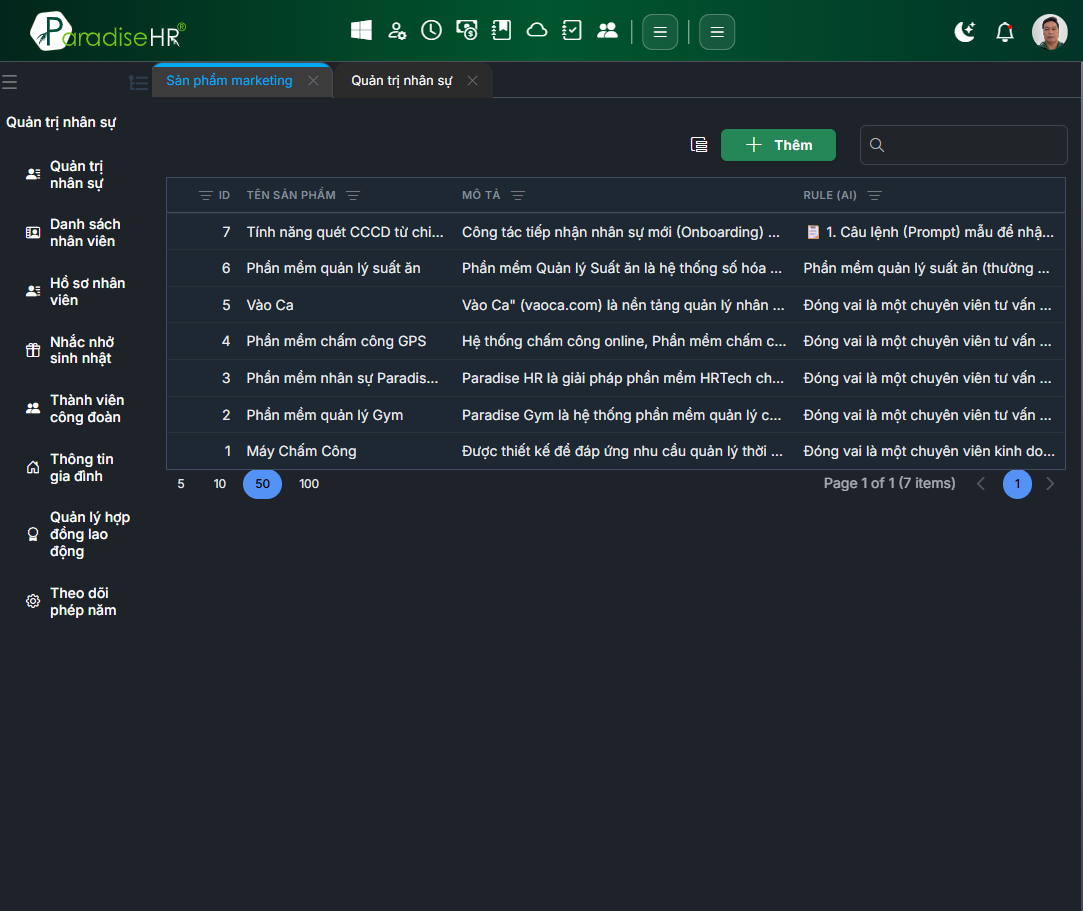 ParadiseHR®
Sản phẩm marketing
Quản trị nhân sự
Quản trị nhân sự
Quản trị
nhân sự
Danh sách
nhân viên
Hồ sơ nhân
viên
Nhắc nhở
sinh nhật
Thành viên
công đoàn
Thông tin
gia đình
Quản lý hợp
đồng lao
động
Theo dõi
phép năm
Thêm
ID TÊN SẢN PHẨM MÔ TẢ RULE (AI)
7 Tính năng quét CCCD từ chi... Công tác tiếp nhận nhân sự mới (Onboarding) ... 📋 1. Câu lệnh (Prompt) mẫu để nhậ...
6 Phần mềm quản lý suất ăn Phần mềm Quản lý Suất ăn là hệ thống số hóa ... Phần mềm quản lý suất ăn (thường ...
5 Vào Ca Vào Ca" (vaoca.com) là nền tảng quản lý nhân ... Đóng vai là một chuyên viên tư vấn ...
4 Phần mềm chấm công GPS Hệ thống chấm công online, Phần mềm chấm c... Đóng vai là một chuyên viên tư vấn ...
3 Phần mềm nhân sự Paradis... Paradise HR là giải pháp phần mềm HRTech ch... Đóng vai là một chuyên viên tư vấn ...
2 Phần mềm quản lý Gym Paradise Gym là hệ thống phần mềm quản lý c... Đóng vai là một chuyên viên tư vấn ...
1 Máy Chấm Công Được thiết kế để đáp ứng nhu cầu quản lý thời ... Đóng vai là một chuyên viên kinh do...
5 10 50 100 Page 1 of 1 (7 items) 1